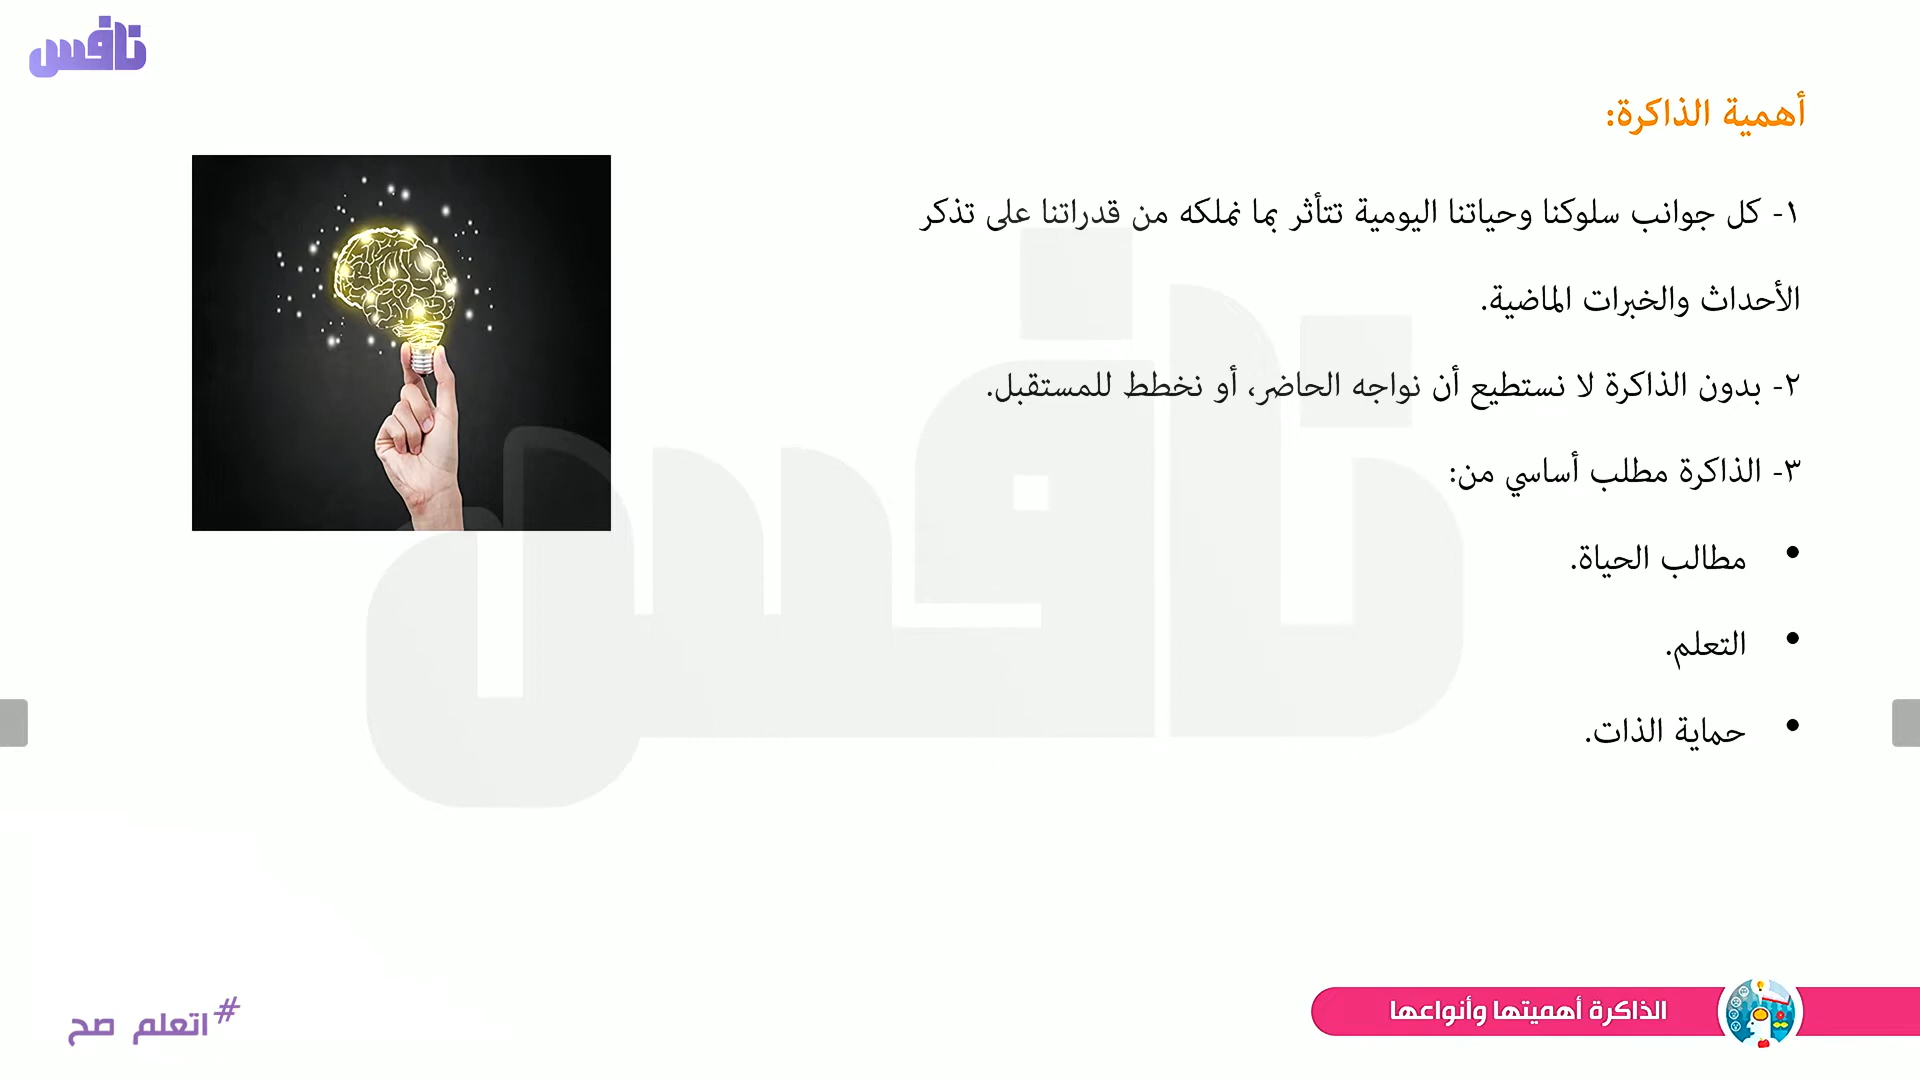 نافس
أهمية الذاكرة:
١- كل جوانب سلوكنا وحياتنا اليومية تتأثر بما نملكه من قدراتنا على تذكر
الأحداث والخبرات الماضية.
٢- بدون الذاكرة لا نستطيع أن نواجه الحاضر، أو نخطط للمستقبل.
٣- الذاكرة مطلب أساسي من:
• مطالب الحياة.
• التعلم.
• حماية الذات.
نافس
الذاكرة أهميتها وأنواعها
#اتعلم صح